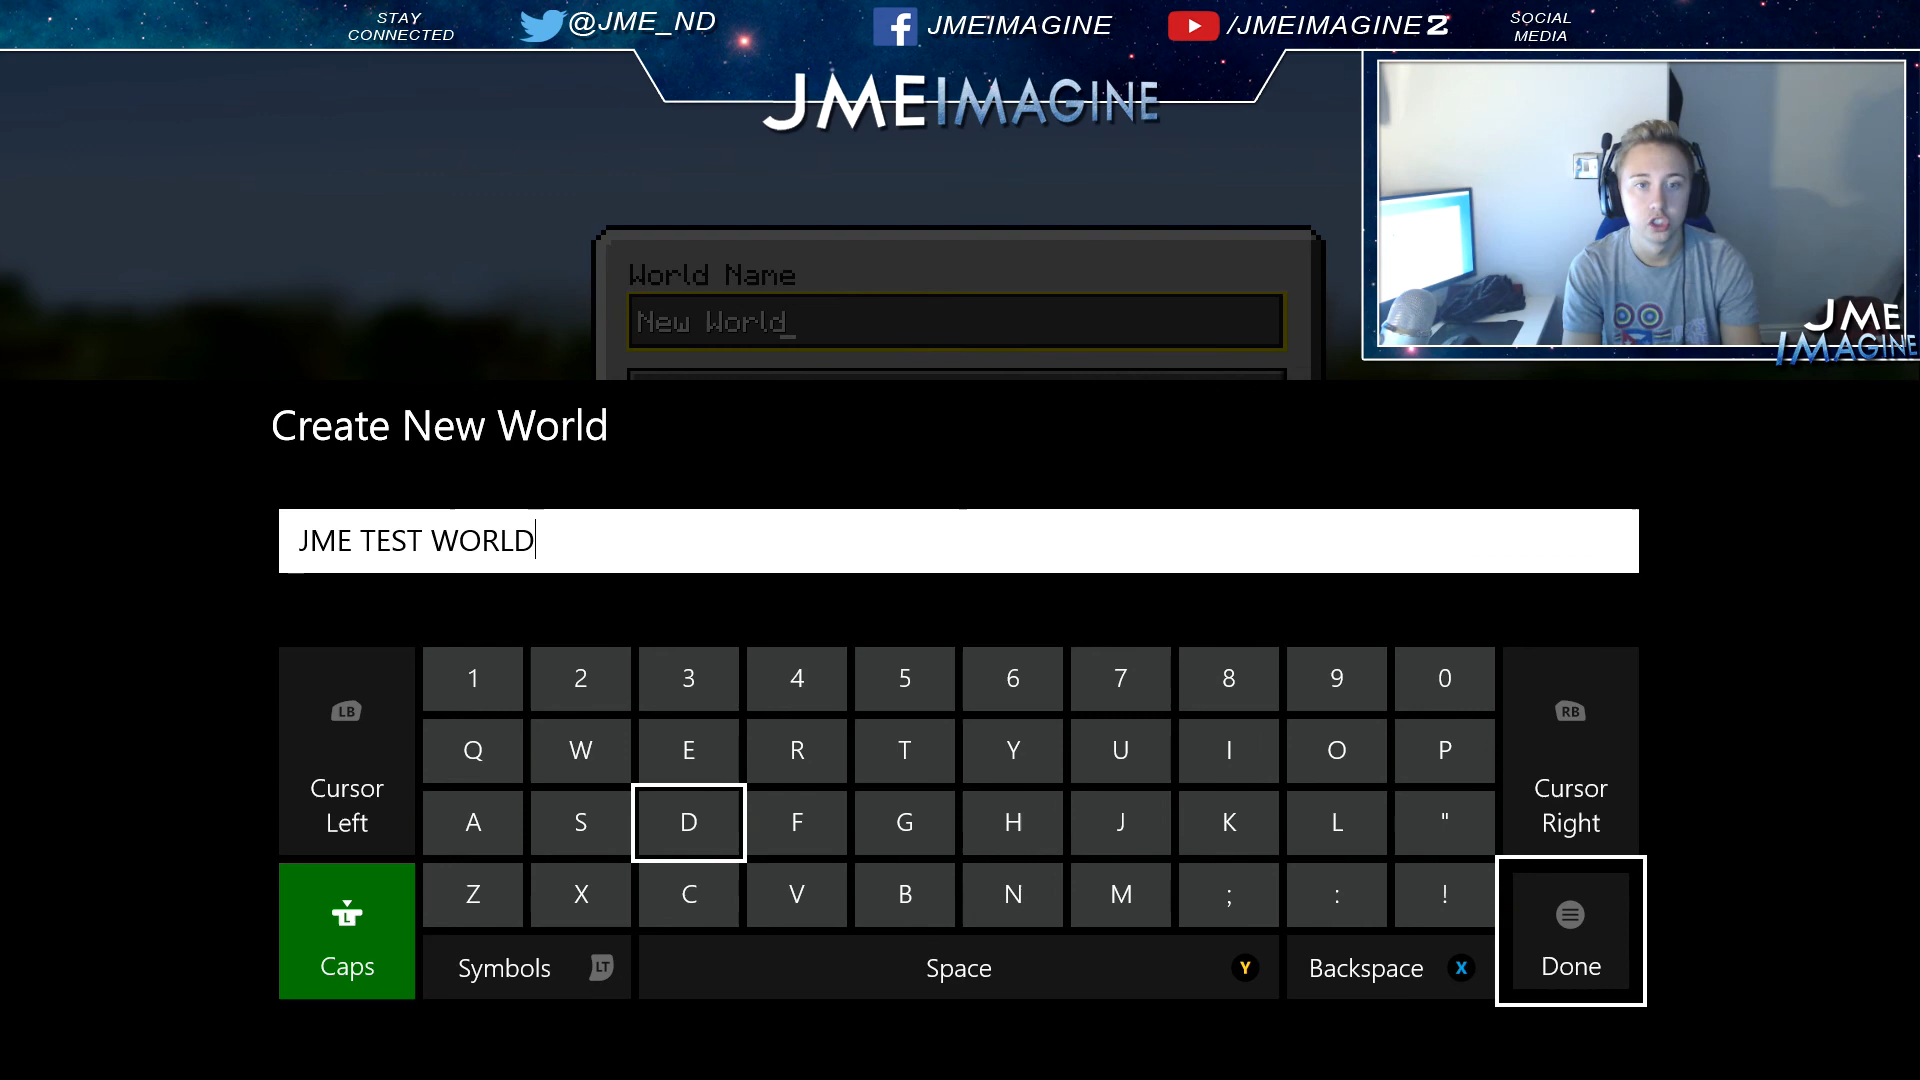 STAY
CONNECTED
@JME_ND
JMEIMAGINE
/JMEIMAGINE2
SOCIAL
MEDIA
JMEIMAGINE
JME
IMAGINE
World Name
New World_
Create New World
JME TEST WORLD
1 2 3 4 5 6 7 8 9 0
LB
RB
Q W E R T Y U I O P
Cursor
Left
Cursor
Right
A S D F G H J K L "
Z X C V B N M ; : !
L
Caps
Symbols LT
Space Y
Backspace X
Done